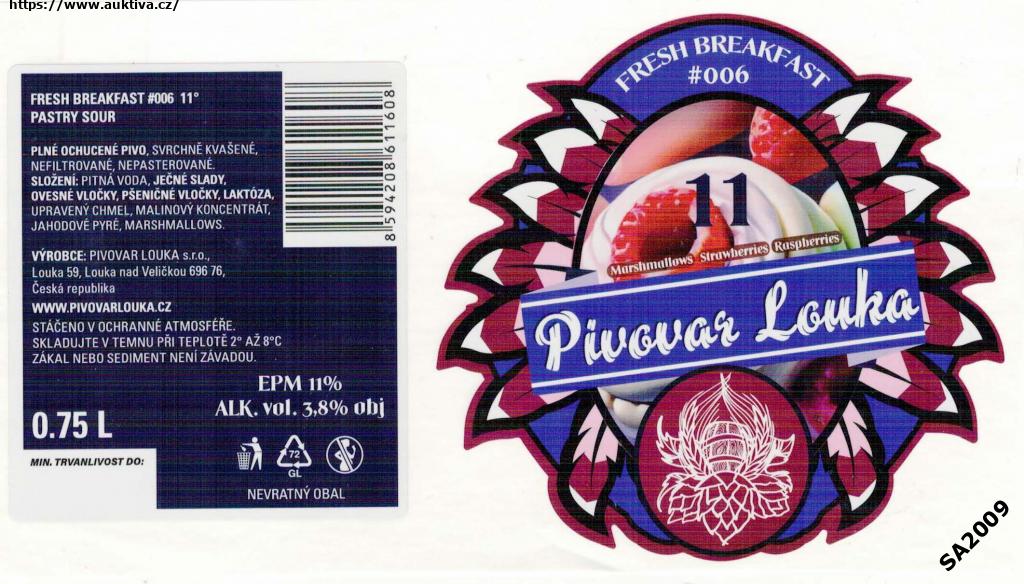 https://www.auktiva.cz/
FRESH BREAKFAST #006 11°
PASTRY SOUR
PLNÉ OCHUCENÉ PIVO, SVRCHNĚ KVAŠENÉ,
NEFILTROVANÉ, NEPASTEROVANÉ.
SLOŽENÍ: PITNÁ VODA, JEČNÉ SLADY,
OVESNÉ VLOČKY, PŠENIČNÉ VLOČKY, LAKTÓZA,
UPRAVENÝ CHMEL, MALINOVÝ KONCENTRÁT,
JAHODOVÉ PYRÉ, MARSHMALLOWS.
VÝROBCE: PIVOVAR LOUKA s.r.o.,
Louka 59, Louka nad Veličkou 696 76,
Česká republika
WWW.PIVOVARLOUKA.CZ
STÁČENO V OCHRANNÉ ATMOSFÉŘE.
SKLADUJTE V TEMNU PŘI TEPLOTĚ 2° AŽ 8°C
ZÁKAL NEBO SEDIMENT NENÍ ZÁVADOU.
EPM 11%
ALK. vol. 3,8% obj
0.75 L
MIN. TRVANLIVOST DO:
72
GL
NEVRATNÝ OBAL
8 594208 611608
FRESH BREAKFAST
#006
11
Marshmallows Strawberries Raspberries
Pivovar Louka
SA2009